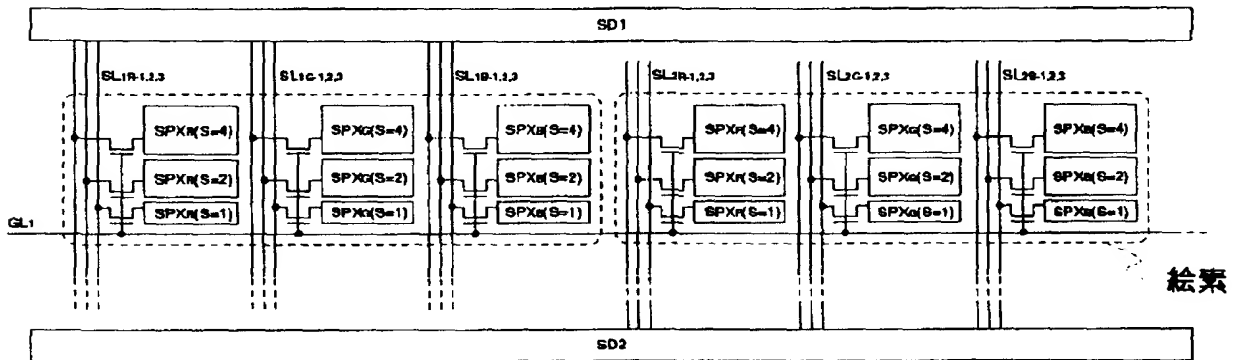 SD1
SL1R-1,2,3 SL1G-1,2,3 SL1B-1,2,3 SL2R-1,2,3 SL2G-1,2,3 SL2B-1,2,3
SPXR(S=4) SPXG(S=4) SPXB(S=4) SPXR(S=4) SPXG(S=4) SPXB(S=4)
SPXR(S=2) SPXG(S=2) SPXB(S=2) SPXR(S=2) SPXG(S=2) SPXB(S=2)
SPXR(S=1) SPXG(S=1) SPXB(S=1) SPXR(S=1) SPXG(S=1) SPXB(S=1)
GL1
絵素
SD2